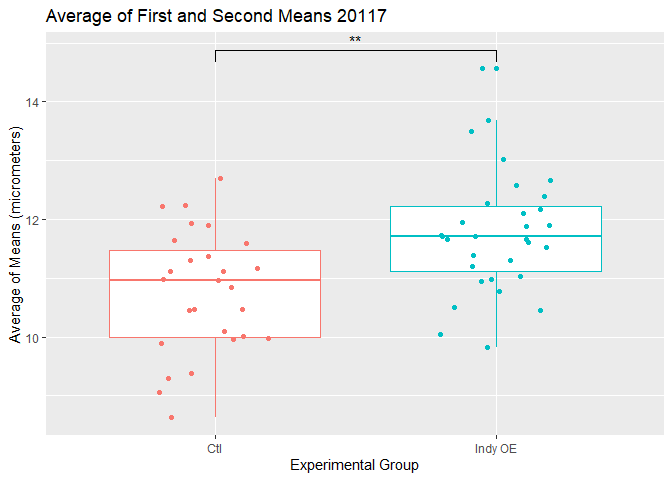 Average of First and Second Means 20117
**
14
12
10
Average of Means (micrometers)
Ctl
Indy OE
Experimental Group